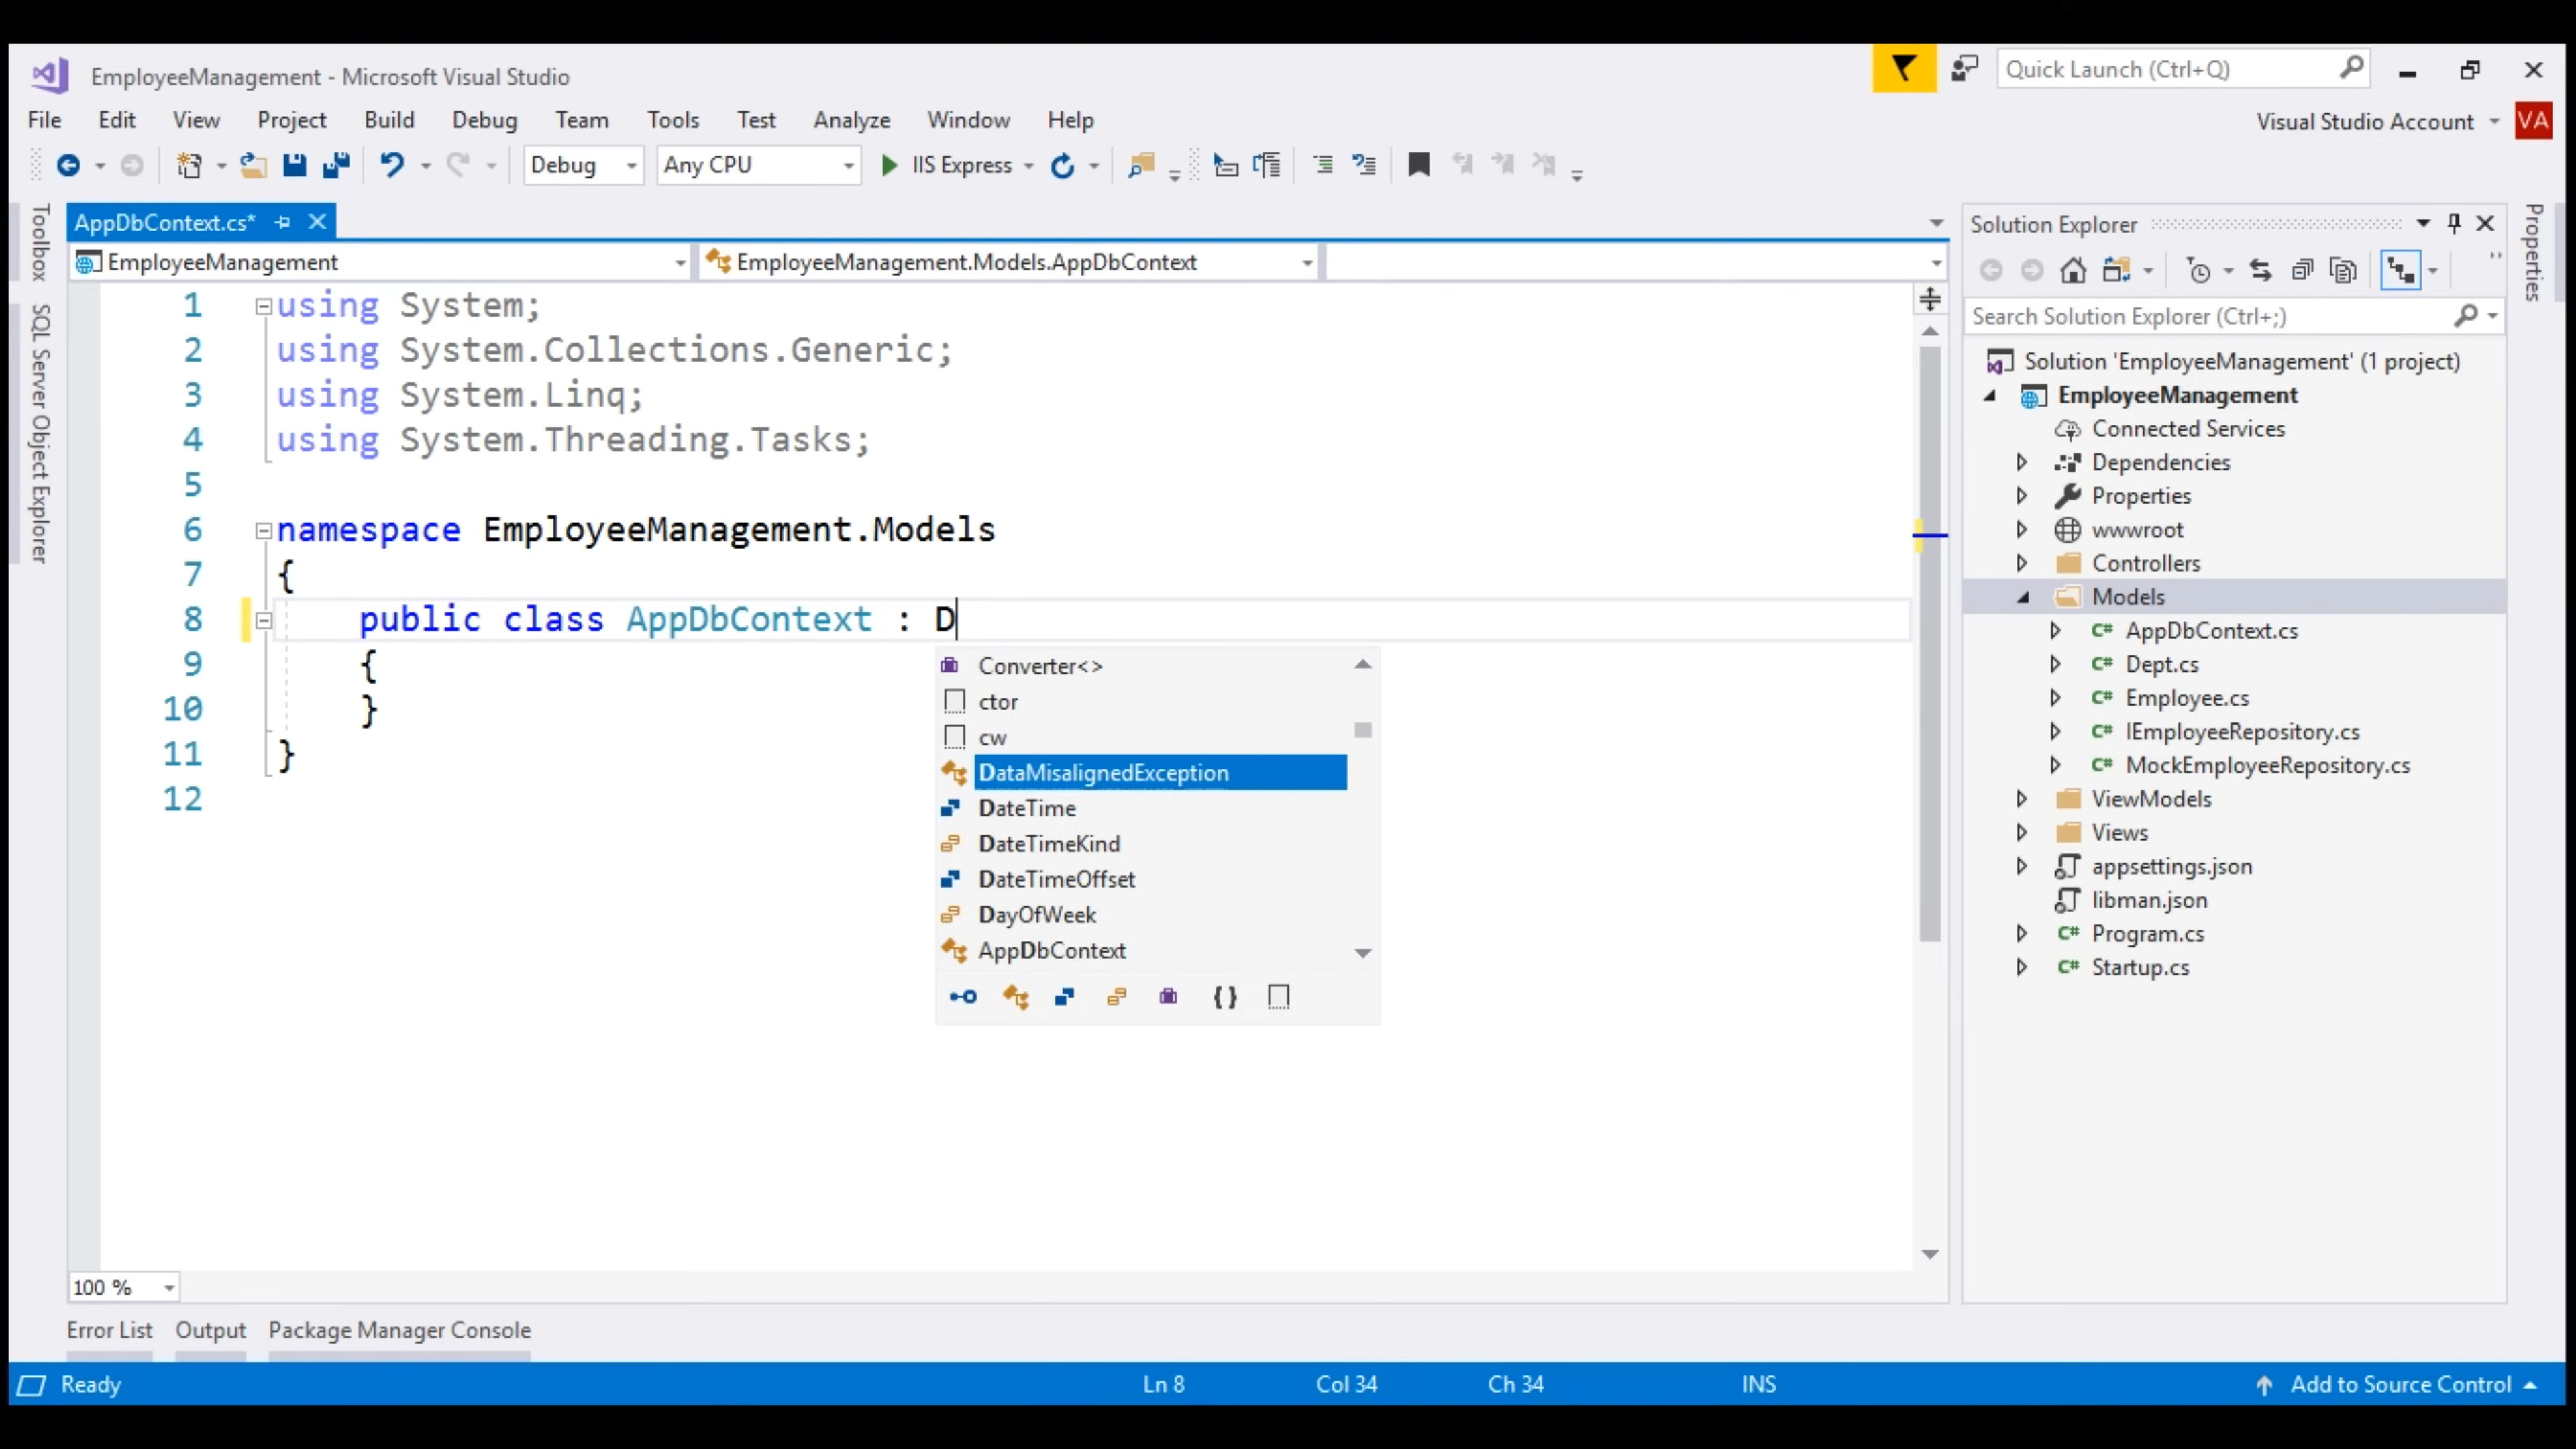 EmployeeManagement - Microsoft Visual Studio
Quick Launch (Ctrl+Q)
File Edit View Project Build Debug Team Tools Test Analyze Window Help
Visual Studio Account VA
Debug Any CPU IIS Express
Toolbox
SQL Server Object Explorer
AppDbContext.cs*
EmployeeManagement EmployeeManagement.Models.AppDbContext
1 using System;
2 using System.Collections.Generic;
3 using System.Linq;
4 using System.Threading.Tasks;
5
6 namespace EmployeeManagement.Models
7 {
8 public class AppDbContext : D
9 {
10 }
11 }
12
Converter<>
ctor
cw
DataMisalignedException
DateTime
DateTimeKind
DateTimeOffset
DayOfWeek
AppDbContext
{ }
100 %
Solution Explorer
Search Solution Explorer (Ctrl+;)
Solution 'EmployeeManagement' (1 project)
EmployeeManagement
Connected Services
Dependencies
Properties
wwwroot
Controllers
Models
C# AppDbContext.cs
C# Dept.cs
C# Employee.cs
C# IEmployeeRepository.cs
C# MockEmployeeRepository.cs
ViewModels
Views
appsettings.json
libman.json
C# Program.cs
C# Startup.cs
Properties
Error List Output Package Manager Console
Ready Ln 8 Col 34 Ch 34 INS Add to Source Control